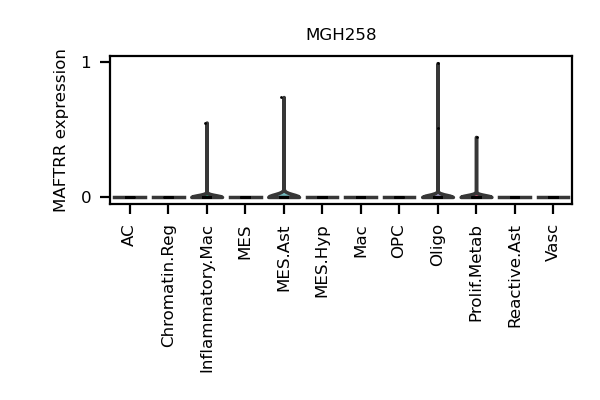 MGH258
MAFTRR expression
1
0
AC
Chromatin.Reg
Inflammatory.Mac
MES
MES.Ast
MES.Hyp
Mac
OPC
Oligo
Prolif.Metab
Reactive.Ast
Vasc